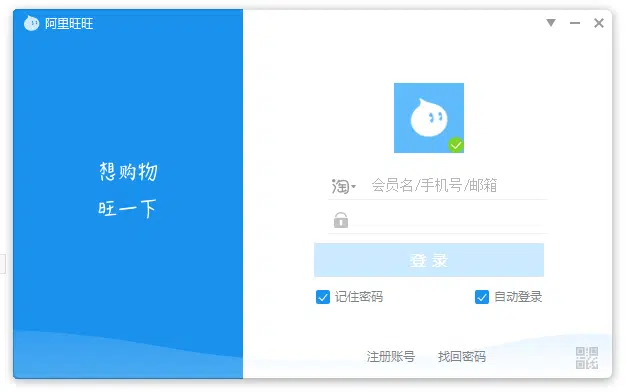 阿里旺旺
想购物
旺一下
淘
会员名/手机号/邮箱
登 录
记住密码 自动登录
注册账号 找回密码